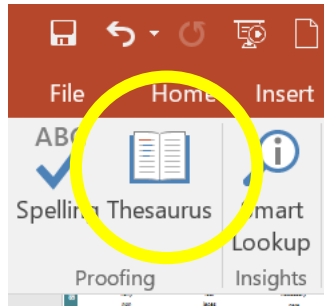 File Home Insert
ABC
Spelling Thesaurus Smart
Lookup
Proofing Insights